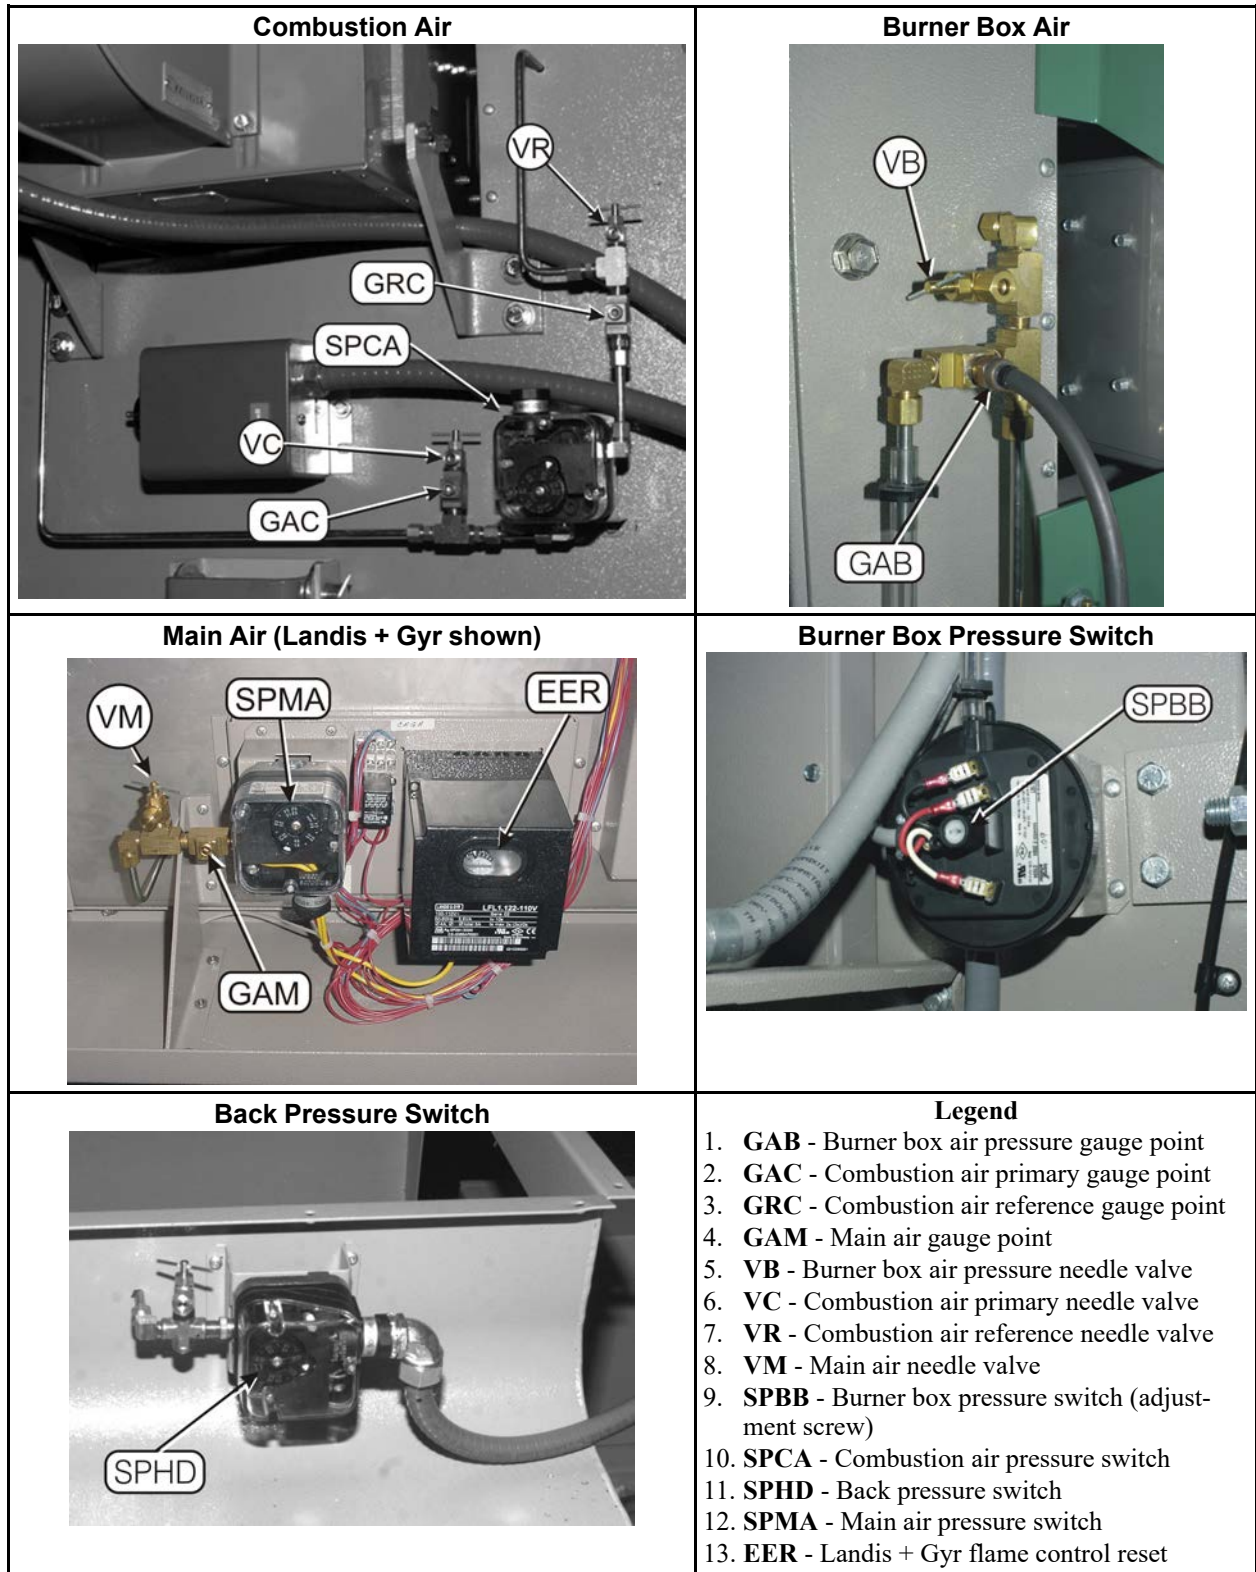 Combustion Air
VR
GRC
SPCA
VC
GAC
Burner Box Air
VB
GAB
Main Air (Landis + Gyr shown)
VM
SPMA
EER
LFL1.122-110V
GAM
Burner Box Pressure Switch
SPBB
Back Pressure Switch
SPHD
Legend
1. GAB - Burner box air pressure gauge point
2. GAC - Combustion air primary gauge point
3. GRC - Combustion air reference gauge point
4. GAM - Main air gauge point
5. VB - Burner box air pressure needle valve
6. VC - Combustion air primary needle valve
7. VR - Combustion air reference needle valve
8. VM - Main air needle valve
9. SPBB - Burner box pressure switch (adjust-
ment screw)
10. SPCA - Combustion air pressure switch
11. SPHD - Back pressure switch
12. SPMA - Main air pressure switch
13. EER - Landis + Gyr flame control reset